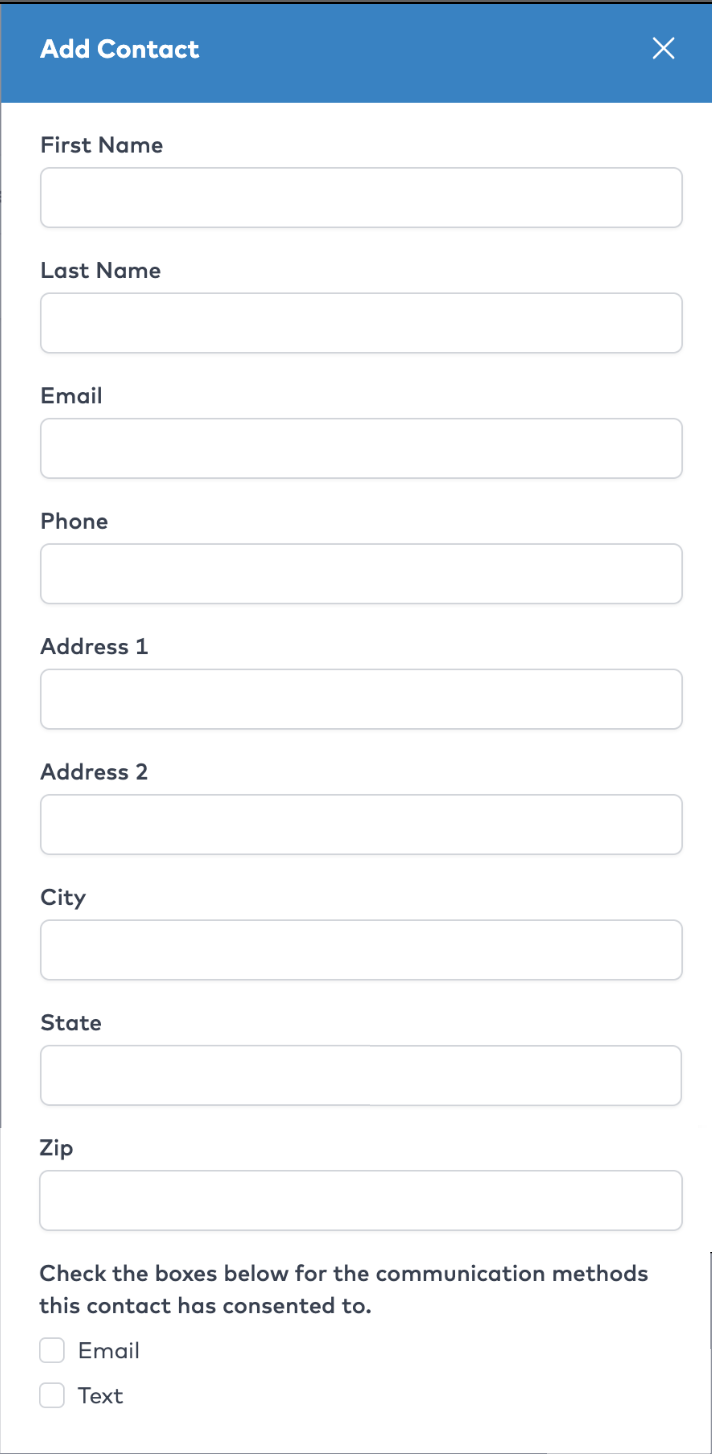 Add Contact
First Name
Last Name
Email
Phone
Address 1
Address 2
City
State
Zip
Check the boxes below for the communication methods
this contact has consented to.
Email
Text